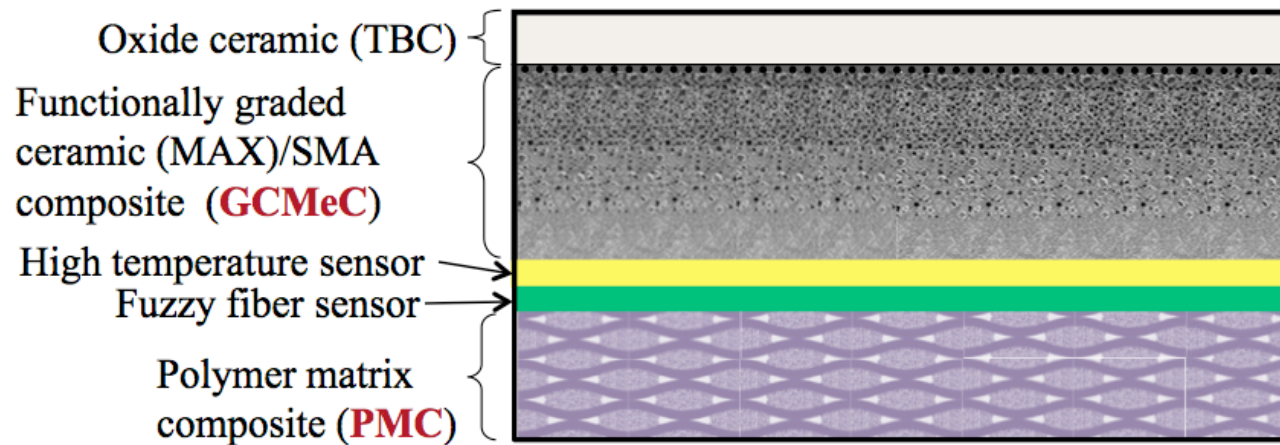 Oxide ceramic (TBC)
Functionally graded
ceramic (MAX)/SMA
composite (GCMeC)
High temperature sensor
Fuzzy fiber sensor
Polymer matrix
composite (PMC)